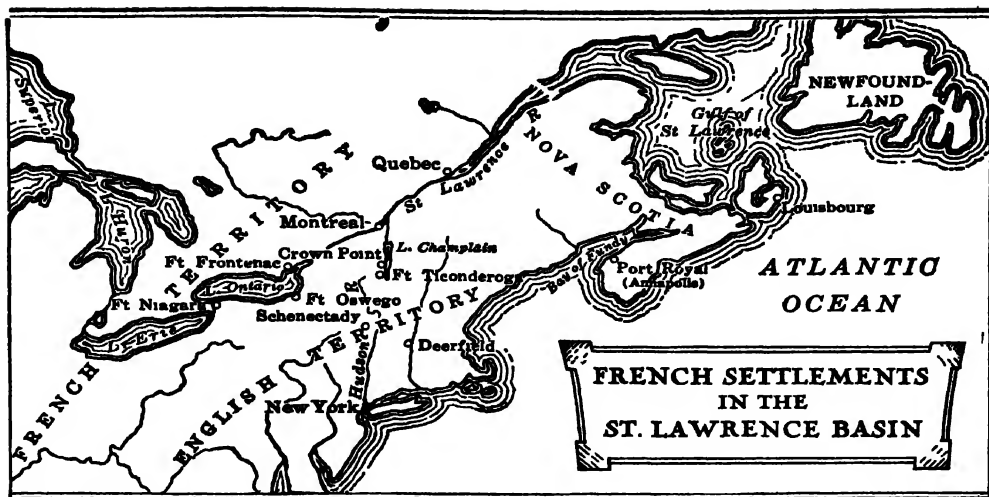 Superior
NEWFOUND-
LAND
Gulf of
St Lawrence
NOVA SCOTIA
Quebec
St Lawrence
Huron
FRENCH TERRITORY
Montreal
Louisbourg
L. Champlain
Crown Point
Ft Frontenac
Bay of Fundy
Port Royal
(Annapolis)
Ft Ticonderoga
L. Ontario
Ft Niagara
Ft Oswego
Schenectady
ATLANTIC
OCEAN
ENGLISH TERRITORY
L. Erie
Deerfield
Hudson R
New York
FRENCH SETTLEMENTS
IN THE
ST. LAWRENCE BASIN